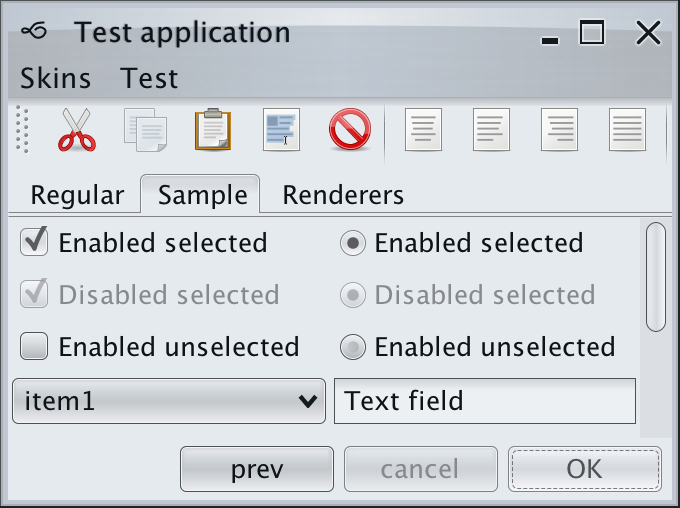 Test application
Skins Test
Regular Sample Renderers
Enabled selected Enabled selected
Disabled selected Disabled selected
Enabled unselected Enabled unselected
item1 Text field
prev cancel OK